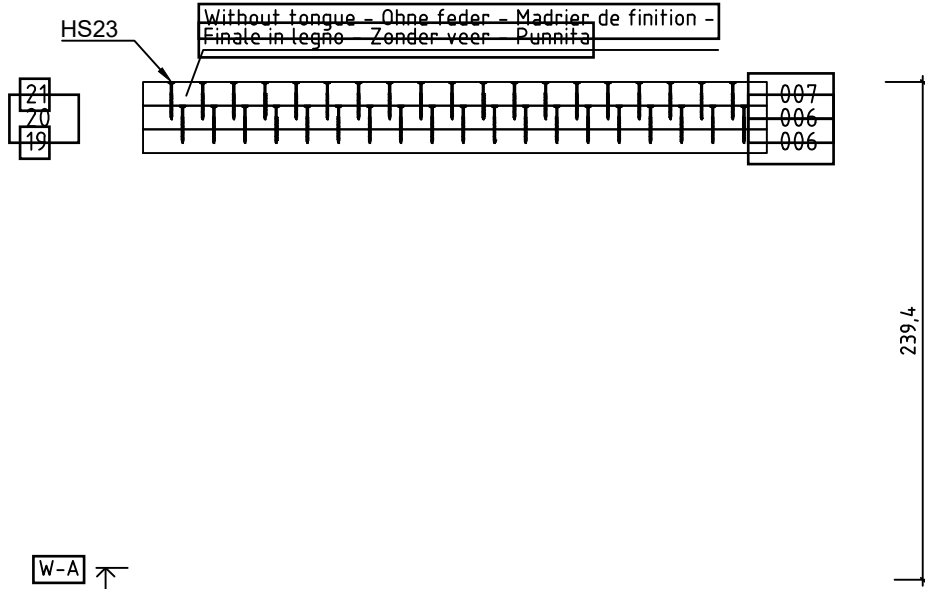 HS23
Without tongue - Ohne feder - Madrier de finition -
Finale in legno - Zonder veer - Punnita
21
20
19
007
006
006
239,4
W-A